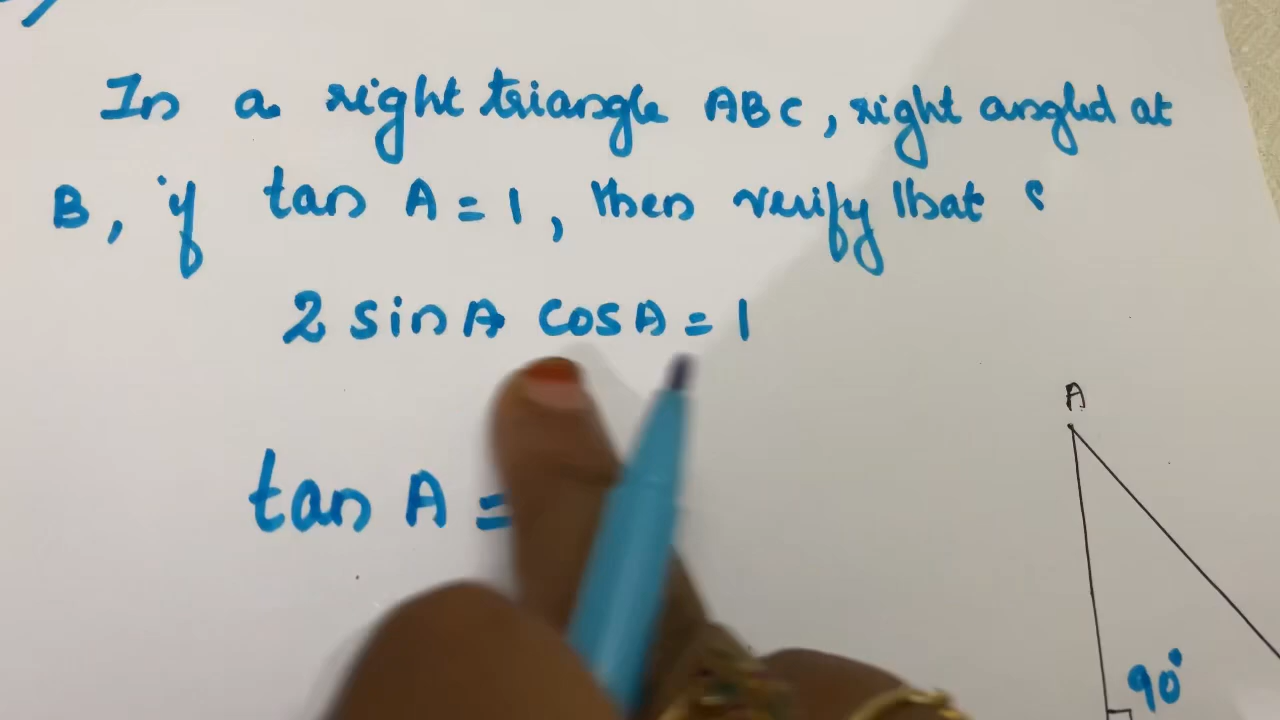 In a right triangle ABC, right angled at
B, if tan A = 1, then verify that
2 sin A cos A = 1
tan A =
A
90°